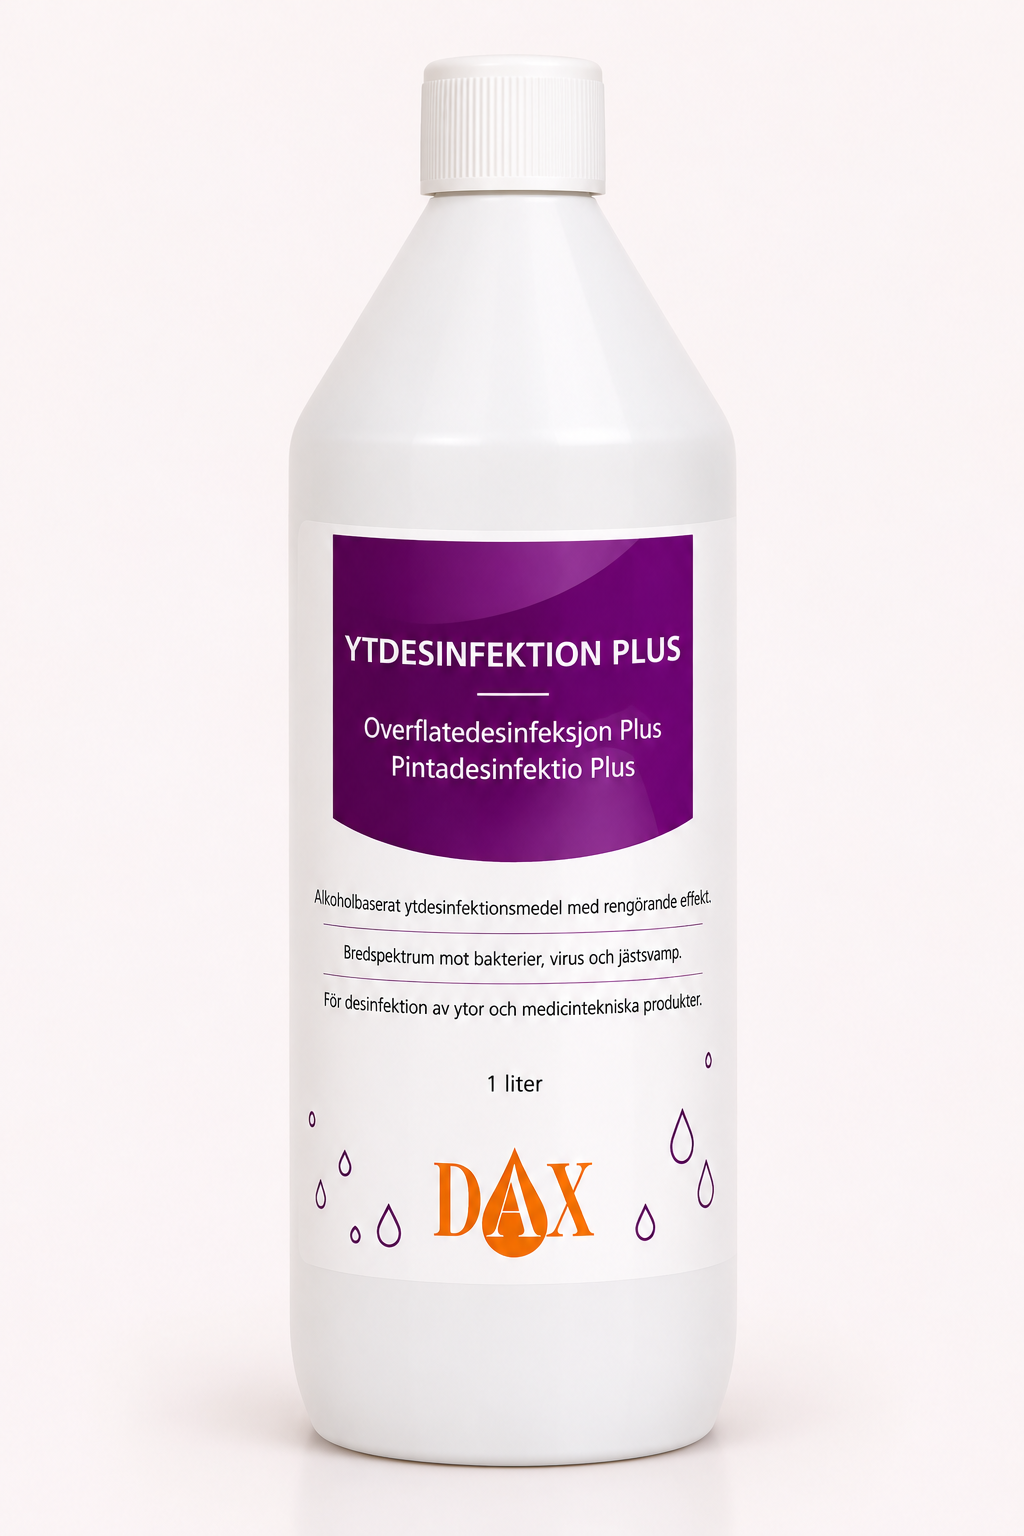 YTDESINFEKTION PLUS
Overflatedesinfeksjon Plus
Pintadesinfektio Plus
Alkoholbaserat ytdesinfektionsmedel med rengörande effekt.
Bredspektrum mot bakterier, virus och jästsvamp.
För desinfektion av ytor och medicintekniska produkter.
1 liter
DAX